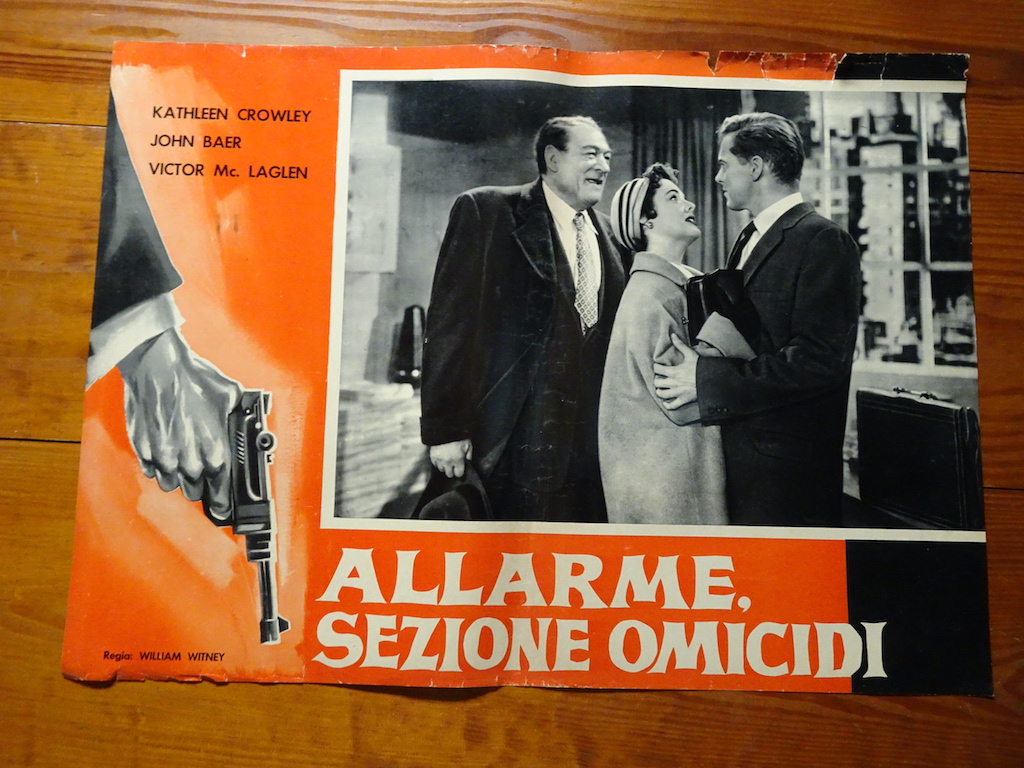 KATHLEEN CROWLEY
JOHN BAER
VICTOR Mc. LAGLEN
ALLARME,
SEZIONE OMICIDI
Regia: WILLIAM WITNEY